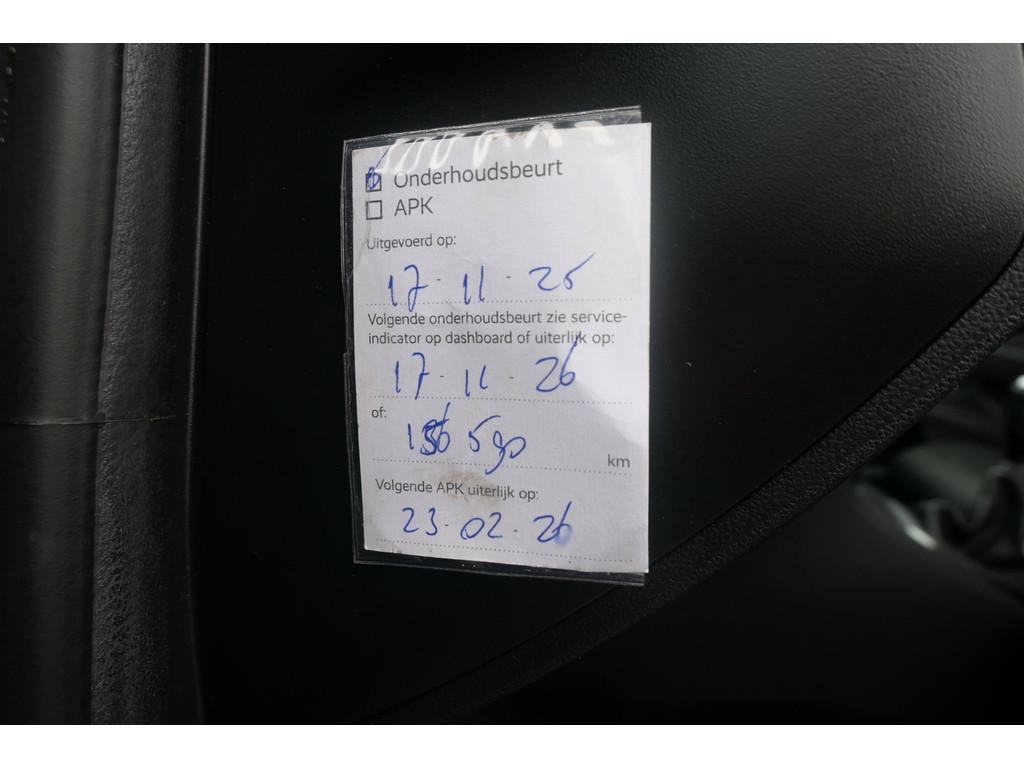 Onderhoudsbeurt
APK
Uitgevoerd op:
17-11-25
Volgende onderhoudsbeurt zie service-
indicator op dashboard of uiterlijk op:
17-11-26
of:
590
km
Volgende APK uiterlijk op:
23-02-26